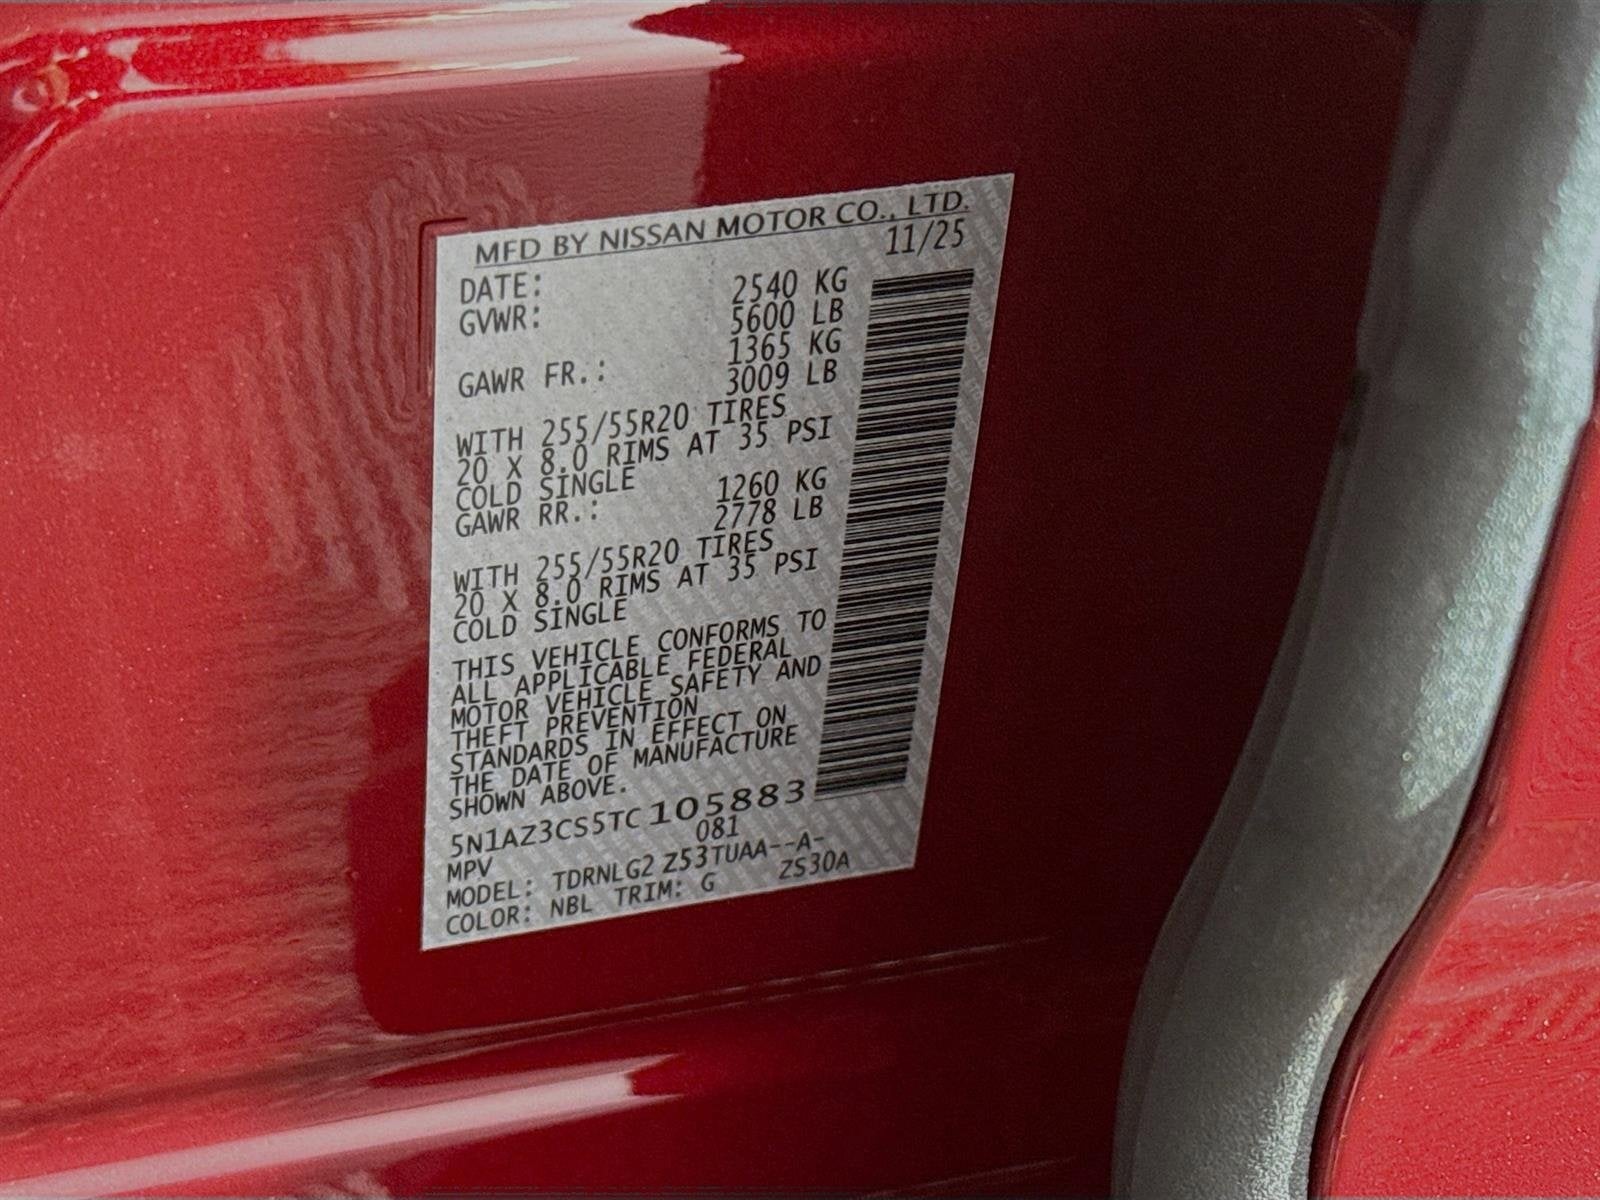 MFD BY NISSAN MOTOR CO., LTD.
DATE: 11/25
GVWR: 2540 KG
5600 LB
GAWR FR.: 1365 KG
3009 LB
WITH 255/55R20 TIRES
20 X 8.0 RIMS AT 35 PSI
COLD SINGLE
GAWR RR.: 1260 KG
2778 LB
WITH 255/55R20 TIRES
20 X 8.0 RIMS AT 35 PSI
COLD SINGLE
THIS VEHICLE CONFORMS TO
ALL APPLICABLE FEDERAL
MOTOR VEHICLE SAFETY AND
THEFT PREVENTION
STANDARDS IN EFFECT ON
THE DATE OF MANUFACTURE
SHOWN ABOVE.
5N1AZ3CS5TC105883
MPV 081
MODEL: TDRNLG2 Z53TUAA--A-
COLOR: NBL TRIM: G ZS30A